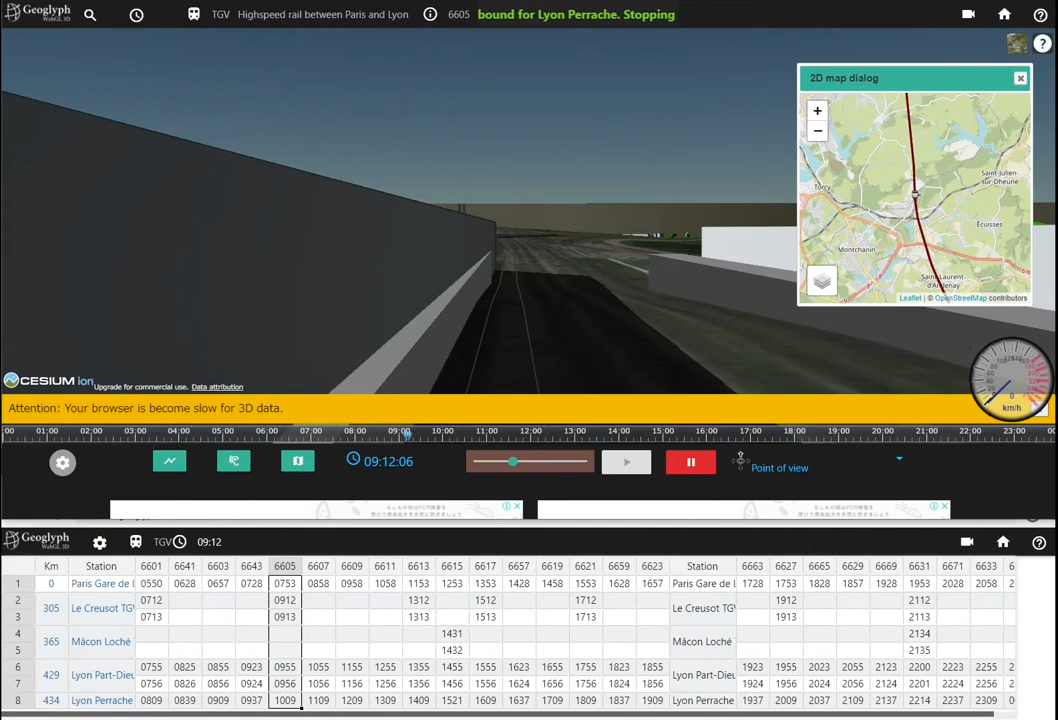 Geoglyph
WebGL 3D
TGV Highspeed rail between Paris and Lyon 6605 bound for Lyon Perrache. Stopping
2D map dialog
+
−
Torcy
Saint-Julien-
sur-Dheune
Écuisses
Montchanin
Saint-Laurent-
d'Andenay
Leaflet | © OpenStreetMap contributors
km/h
0
CESIUM ion Upgrade for commercial use. Data attribution
Attention: Your browser is become slow for 3D data.
:00 01:00 02:00 03:00 04:00 05:00 06:00 07:00 08:00 09:00 10:00 11:00 12:00 13:00 14:00 15:00 16:00 17:00 18:00 19:00 20:00 21:00 22:00 23:00 00
09:12:06 Point of view
Geoglyph
WebGL 3D
TGV 09:12
Km Station 6601 6641 6603 6643 6605 6607 6609 6611 6613 6615 6617 6657 6619 6621 6659 6623 Station 6663 6627 6665 6629 6669 6631 6673 6633 6
1 0 Paris Gare de L 0550 0628 0657 0728 0753 0858 0958 1058 1153 1253 1353 1428 1458 1553 1628 1657 Paris Gare de L 1728 1753 1828 1857 1928 1953 2028 2058 2
2 305 Le Creusot TGV 0712 0912 1312 1512 1712 Le Creusot TGV 1912 2112
3 0713 0913 1313 1513 1713 1913 2113
4 365 Mâcon Loché 1431 Mâcon Loché 2134
5 1432 2135
6 429 Lyon Part-Dieu 0755 0825 0855 0923 0955 1055 1155 1255 1355 1455 1555 1623 1655 1755 1823 1855 Lyon Part-Dieu 1923 1955 2023 2055 2123 2200 2223 2255 2
7 0756 0826 0856 0924 0956 1056 1156 1256 1356 1456 1556 1624 1656 1756 1824 1856 1924 1956 2024 2056 2124 2201 2224 2256 2
8 434 Lyon Perrache 0809 0839 0909 0937 1009 1109 1209 1309 1409 1521 1609 1637 1709 1809 1837 1909 Lyon Perrache 1937 2009 2037 2109 2137 2214 2237 2309 2